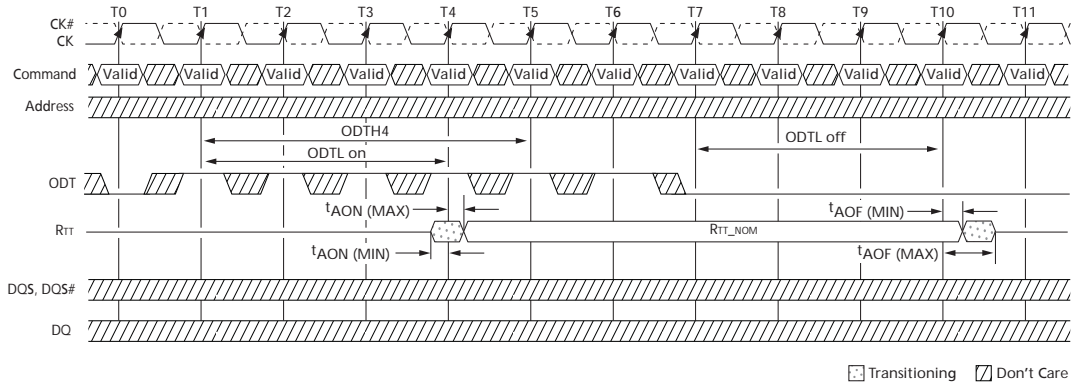 T0 T1 T2 T3 T4 T5 T6 T7 T8 T9 T10 T11
CK#
CK
Command Valid Valid Valid Valid Valid Valid Valid Valid Valid Valid Valid Valid
Address
ODTH4
ODTL on
ODTL off
ODT
tAON (MAX)
tAOF (MIN)
RTT
RTT_NOM
tAON (MIN)
tAOF (MAX)
DQS, DQS#
DQ
Transitioning Don't Care